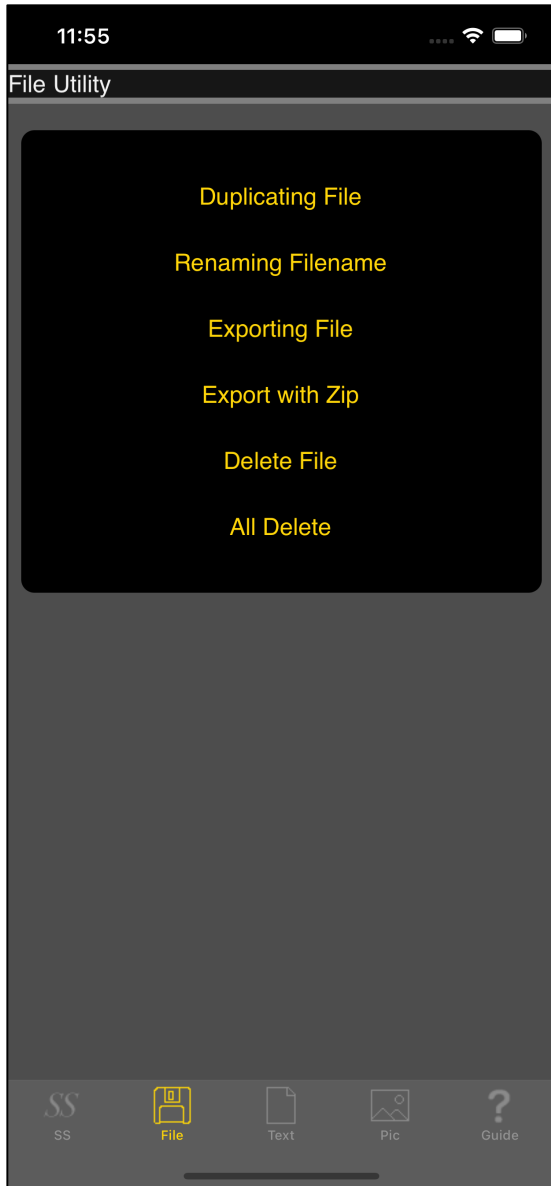 11:55
File Utility
Duplicating File
Renaming Filename
Exporting File
Export with Zip
Delete File
All Delete
SS
SS File Text Pic Guide